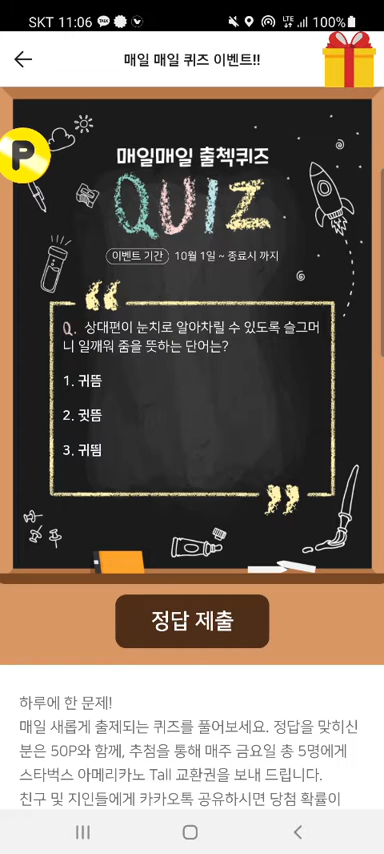 SKT 11:06 TALK LTE 100%
매일 매일 퀴즈 이벤트!!
P
매일매일 출첵퀴즈
QUIZ
이벤트 기간 10월 1일 ~ 종료시 까지
Q. 상대편이 눈치로 알아차릴 수 있도록 슬그머
니 일깨워 줌을 뜻하는 단어는?
1. 귀뜸
2. 귓뜸
3. 귀띔
정답 제출
하루에 한 문제!
매일 새롭게 출제되는 퀴즈를 풀어보세요. 정답을 맞히신
분은 50P와 함께, 추첨을 통해 매주 금요일 총 5명에게
스타벅스 아메리카노 Tall 교환권을 보내 드립니다.
친구 및 지인들에게 카카오톡 공유하시면 당첨 확률이